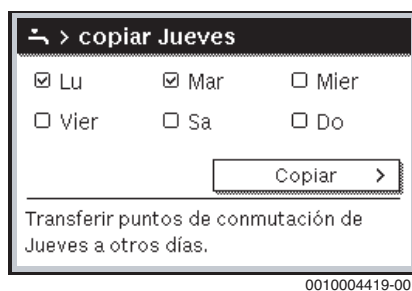 > copiar Jueves
Lu Mar Mier
Vier Sa Do
Copiar >
Transferir puntos de conmutación de
Jueves a otros días.
0010004419-00